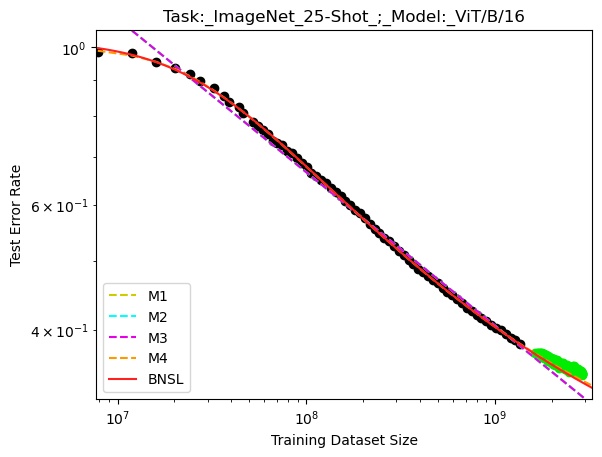 Task:_ImageNet_25-Shot_;_Model:_ViT/B/16
Test Error Rate
10⁰
6 × 10⁻¹
4 × 10⁻¹
M1
M2
M3
M4
BNSL
10⁷
10⁸
10⁹
Training Dataset Size